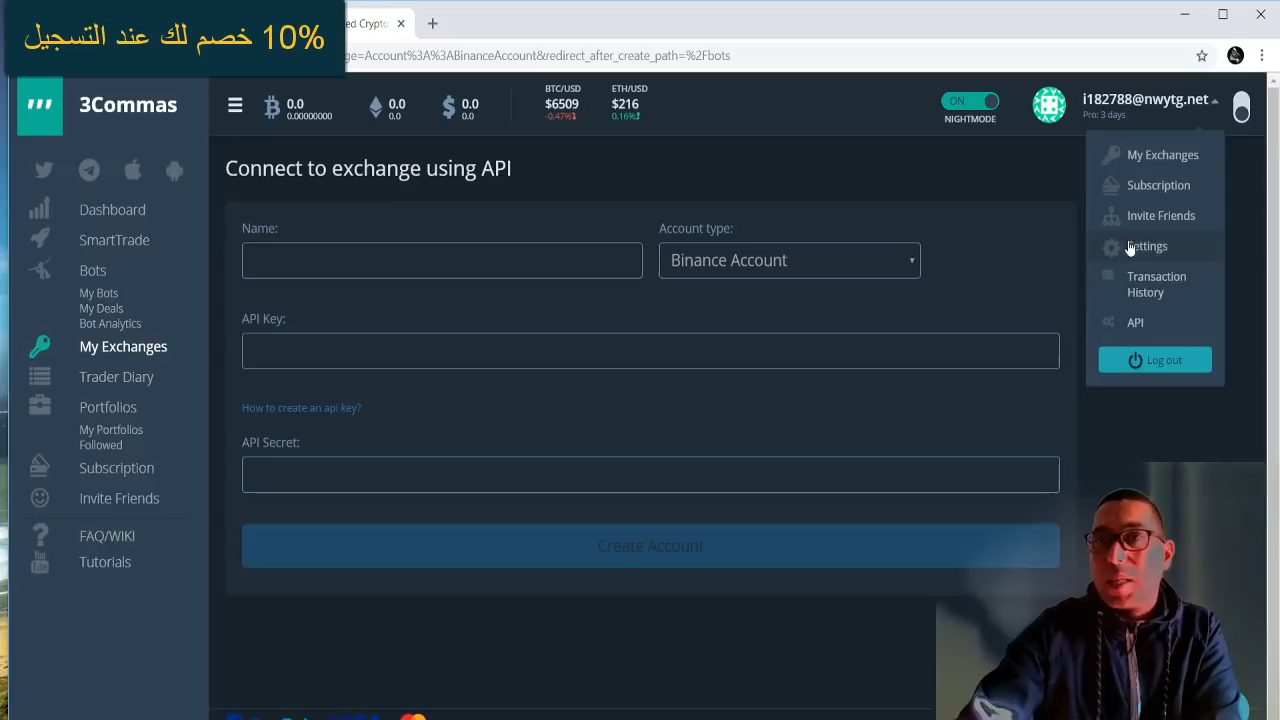 10% خصم لك عند التسجيل
ed Crypto
ge=Account%3A%3ABinanceAccount&redirect_after_create_path=%2Fbots
3Commas
0.0
0.00000000
0.0
0.0
0.0
0.0
BTC/USD
$6509
-0.47%
ETH/USD
$216
0.16%
ON
NIGHTMODE
i182788@nwytg.net
Pro: 3 days
My Exchanges
Subscription
Invite Friends
ettings
Transaction
History
API
Log out
Dashboard
SmartTrade
Bots
My Bots
My Deals
Bot Analytics
My Exchanges
Trader Diary
Portfolios
My Portfolios
Followed
Subscription
Invite Friends
FAQ/WIKI
You
Tube
Tutorials
Connect to exchange using API
Name:
Account type:
Binance Account
API Key:
How to create an api key?
API Secret:
Create Account